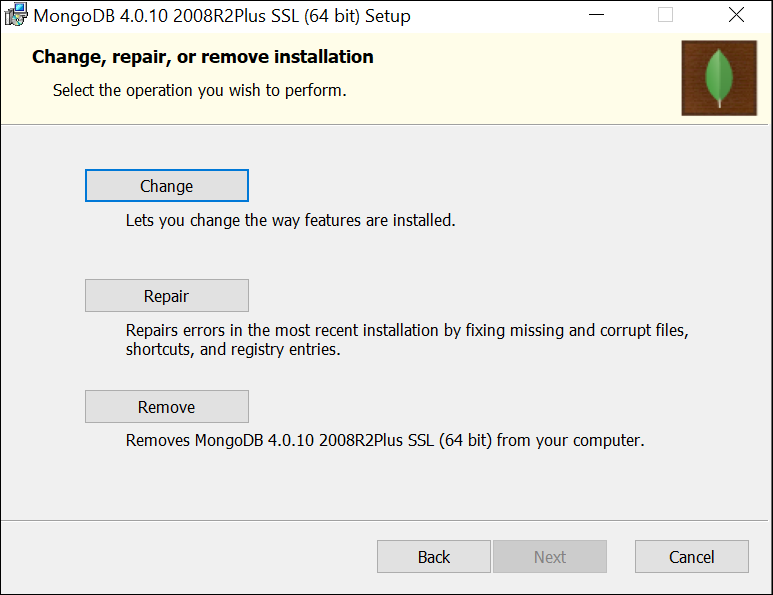 MongoDB 4.0.10 2008R2Plus SSL (64 bit) Setup
Change, repair, or remove installation
Select the operation you wish to perform.
Change
Lets you change the way features are installed.
Repair
Repairs errors in the most recent installation by fixing missing and corrupt files,
shortcuts, and registry entries.
Remove
Removes MongoDB 4.0.10 2008R2Plus SSL (64 bit) from your computer.
Back
Next
Cancel